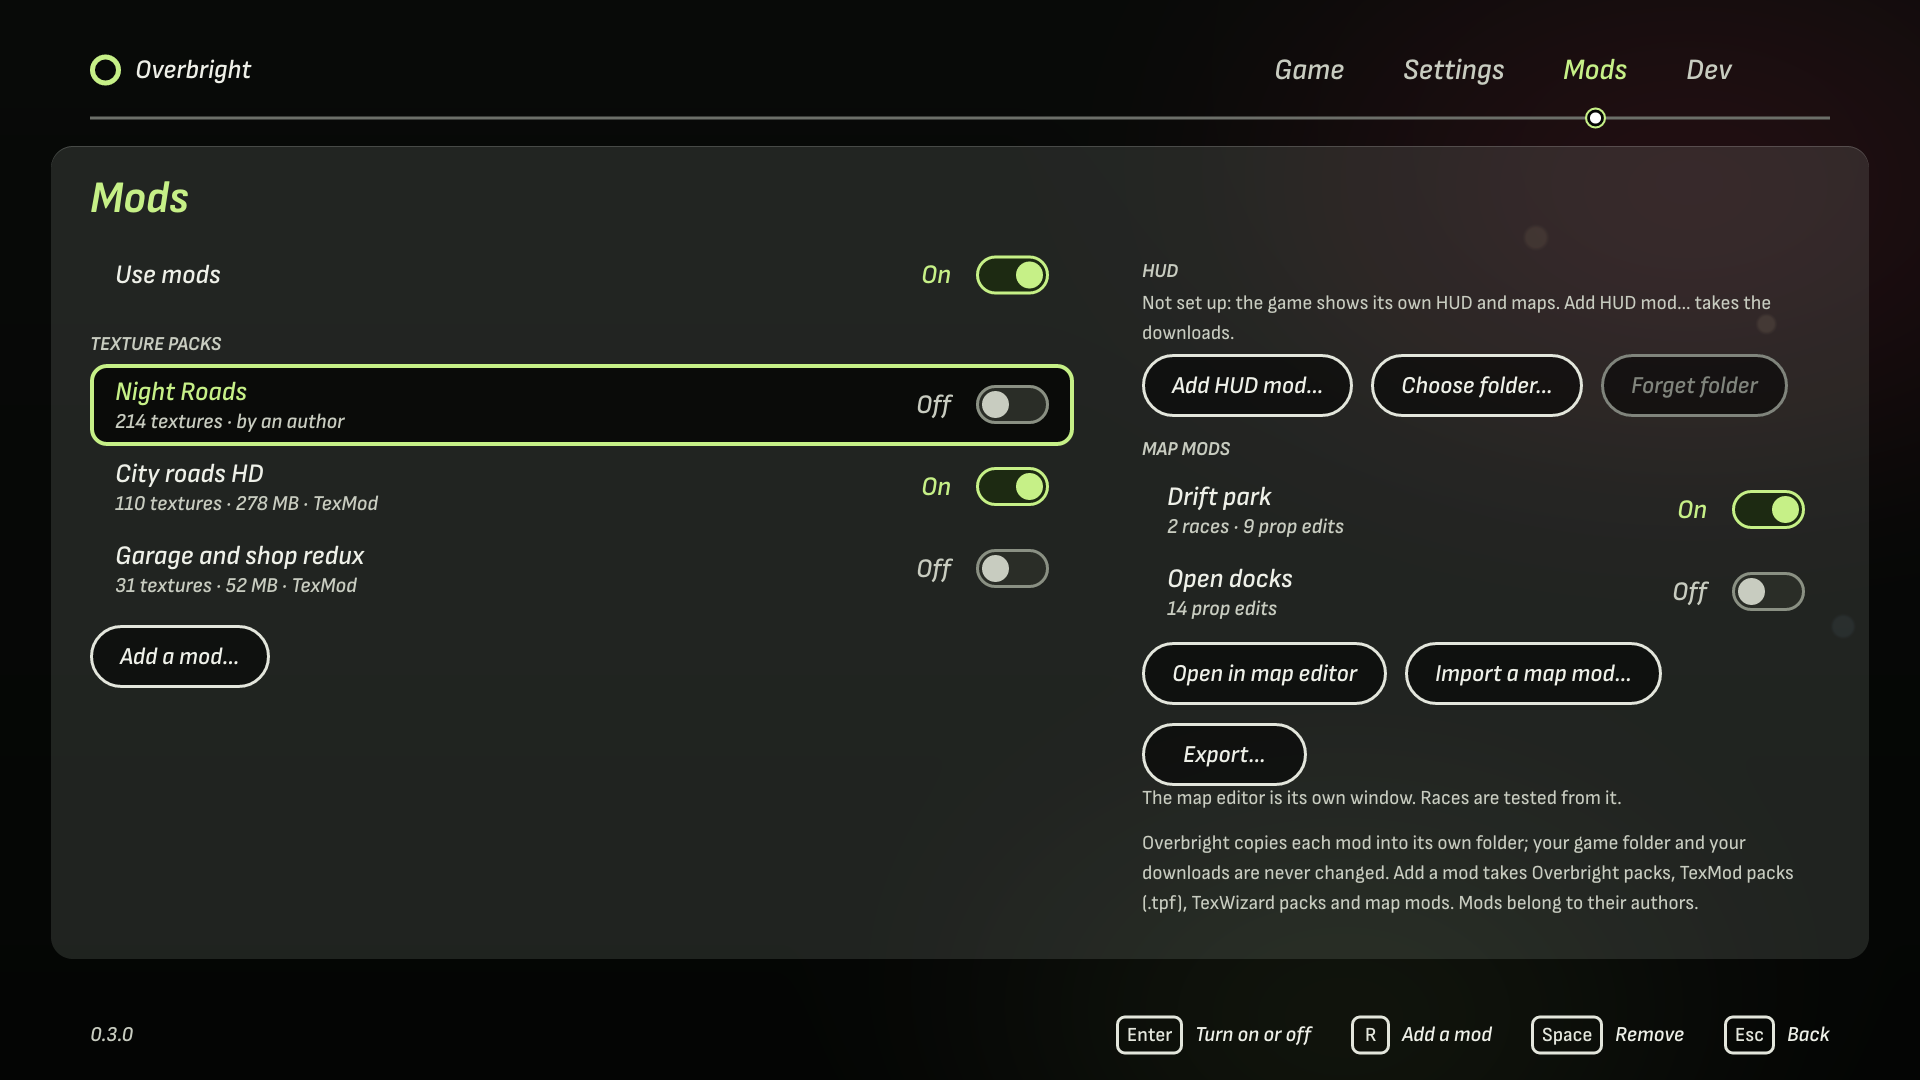 Overbright
Game
Settings
Mods
Dev
Mods
Use mods
On
TEXTURE PACKS
Night Roads
214 textures · by an author
Off
City roads HD
110 textures · 278 MB · TexMod
On
Garage and shop redux
31 textures · 52 MB · TexMod
Off
Add a mod...
HUD
Not set up: the game shows its own HUD and maps. Add HUD mod... takes the
downloads.
Add HUD mod...
Choose folder...
Forget folder
MAP MODS
Drift park
2 races · 9 prop edits
On
Open docks
14 prop edits
Off
Open in map editor
Import a map mod...
Export...
The map editor is its own window. Races are tested from it.
Overbright copies each mod into its own folder; your game folder and your
downloads are never changed. Add a mod takes Overbright packs, TexMod packs
(.tpf), TexWizard packs and map mods. Mods belong to their authors.
0.3.0
Enter Turn on or off
R Add a mod
Space Remove
Esc Back